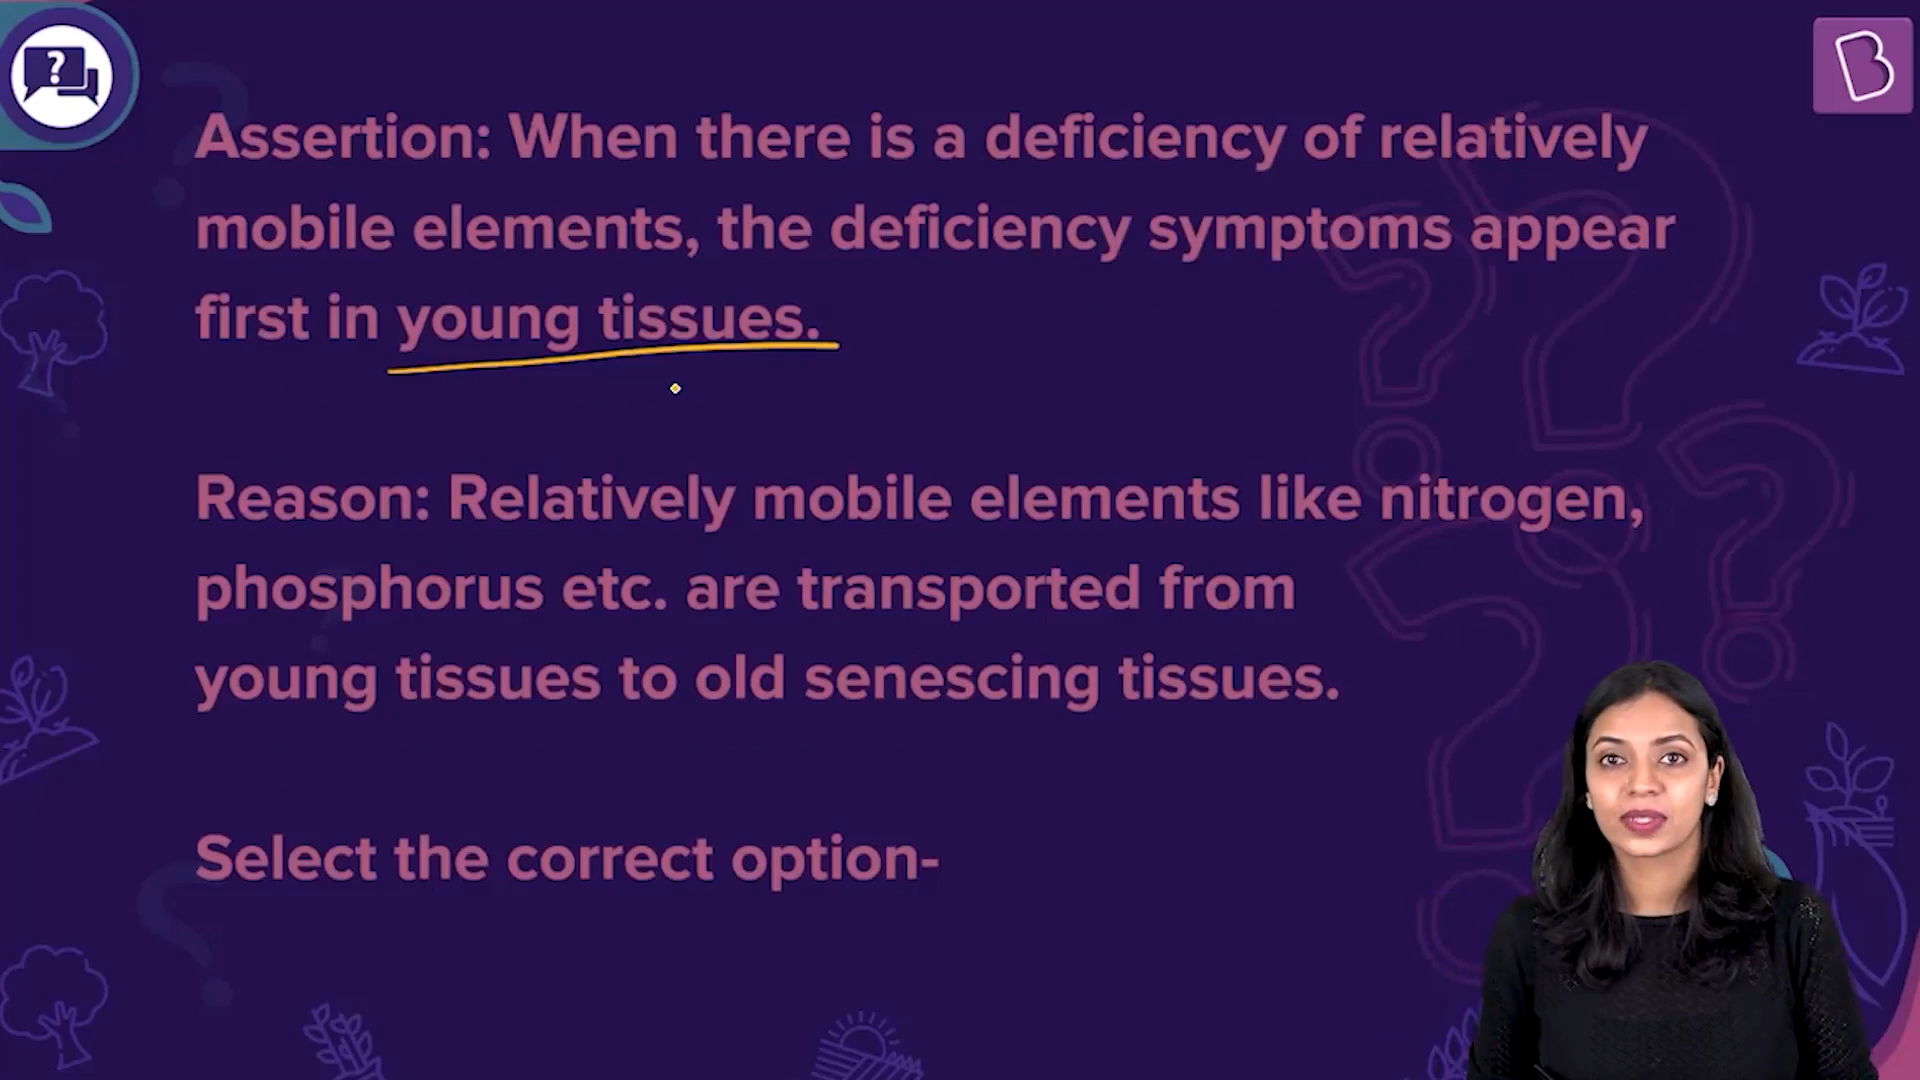 Assertion: When there is a deficiency of relatively
mobile elements, the deficiency symptoms appear
first in young tissues.
Reason: Relatively mobile elements like nitrogen,
phosphorus etc. are transported from
young tissues to old senescing tissues.
Select the correct option-